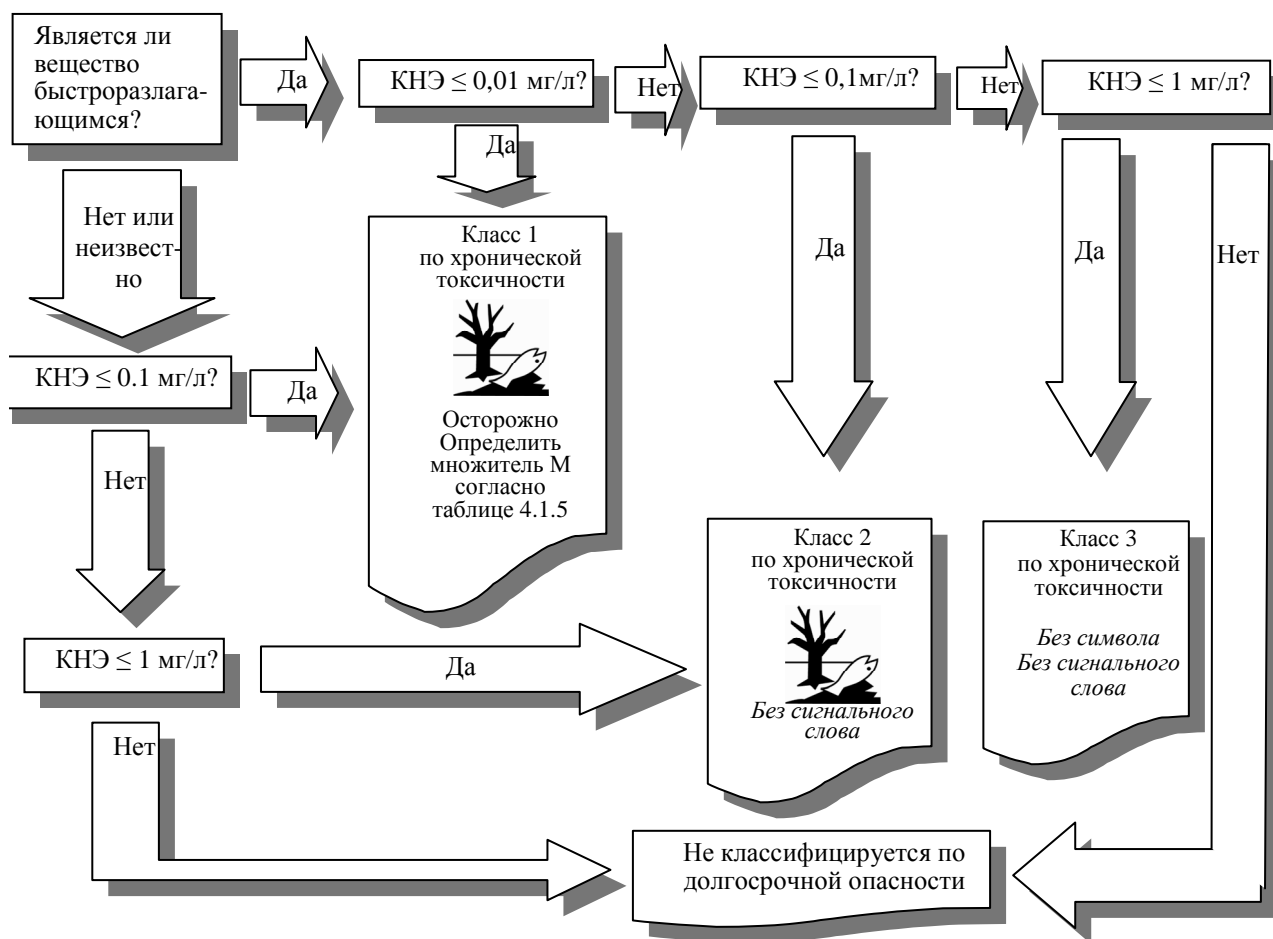 Является ли
вещество
быстроразлага-
ющимся?
Да
КНЭ ≤ 0,01 мг/л?
Нет
КНЭ ≤ 0,1мг/л?
Нет
КНЭ ≤ 1 мг/л?
Да
Нет или
неизвест-
но
Класс 1
по хронической
токсичности
Осторожно
Определить
множитель М
согласно
таблице 4.1.5
Да
Да
Нет
КНЭ ≤ 0.1 мг/л?
Да
Нет
Класс 2
по хронической
токсичности
Без сигнального
слова
Класс 3
по хронической
токсичности
Без символа
Без сигнального
слова
КНЭ ≤ 1 мг/л?
Да
Нет
Не классифицируется по
долгосрочной опасности